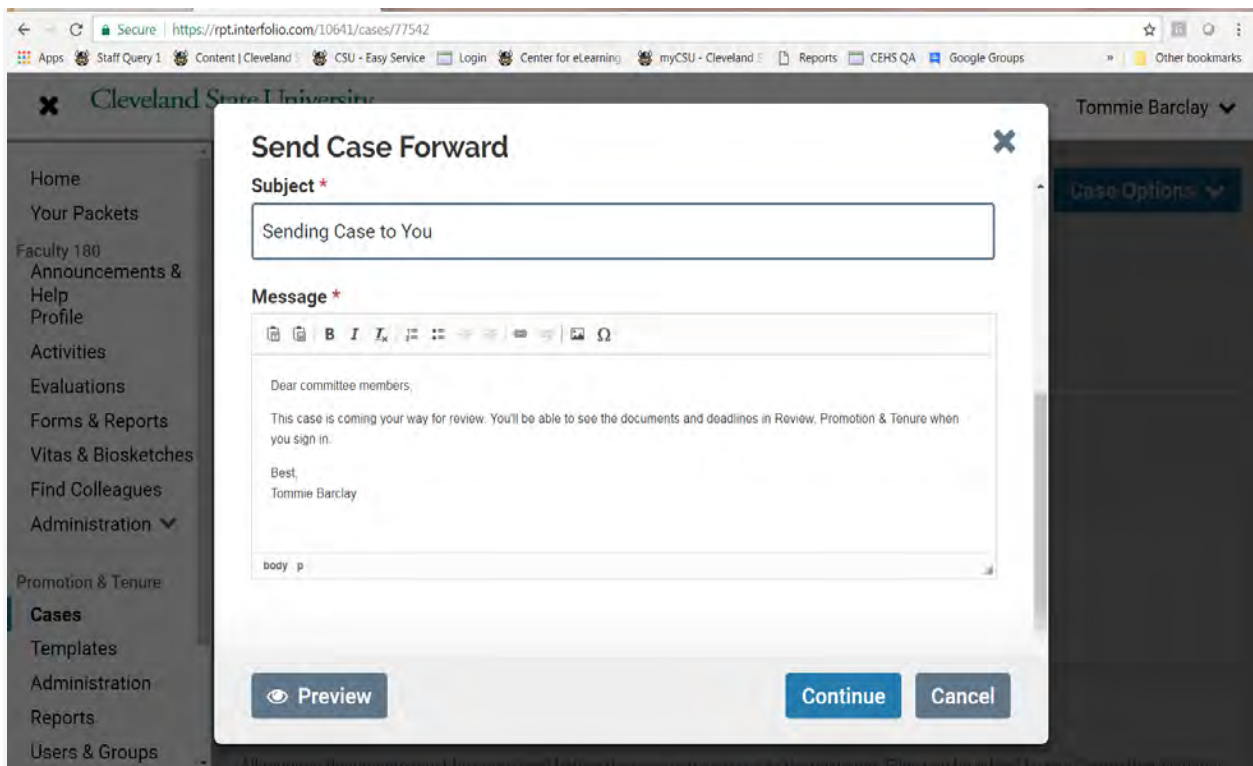 Secure https://rpt.interfolio.com/10641/cases/77542
Apps Staff Query 1 Content | Cleveland S CSU - Easy Service Login Center for eLearning myCSU - Cleveland S Reports CEHS QA Google Groups » Other bookmarks
Cleveland State University
Tommie Barclay
Home
Your Packets
Faculty 180
Announcements &
Help
Profile
Activities
Evaluations
Forms & Reports
Vitas & Biosketches
Find Colleagues
Administration
Promotion & Tenure
Cases
Templates
Administration
Reports
Users & Groups
Case Options
Send Case Forward
Subject *
Sending Case to You
Message *
B I Ix Ω
Dear committee members,
This case is coming your way for review. You'll be able to see the documents and deadlines in Review, Promotion & Tenure when
you sign in.
Best,
Tommie Barclay
body p
Preview Continue Cancel